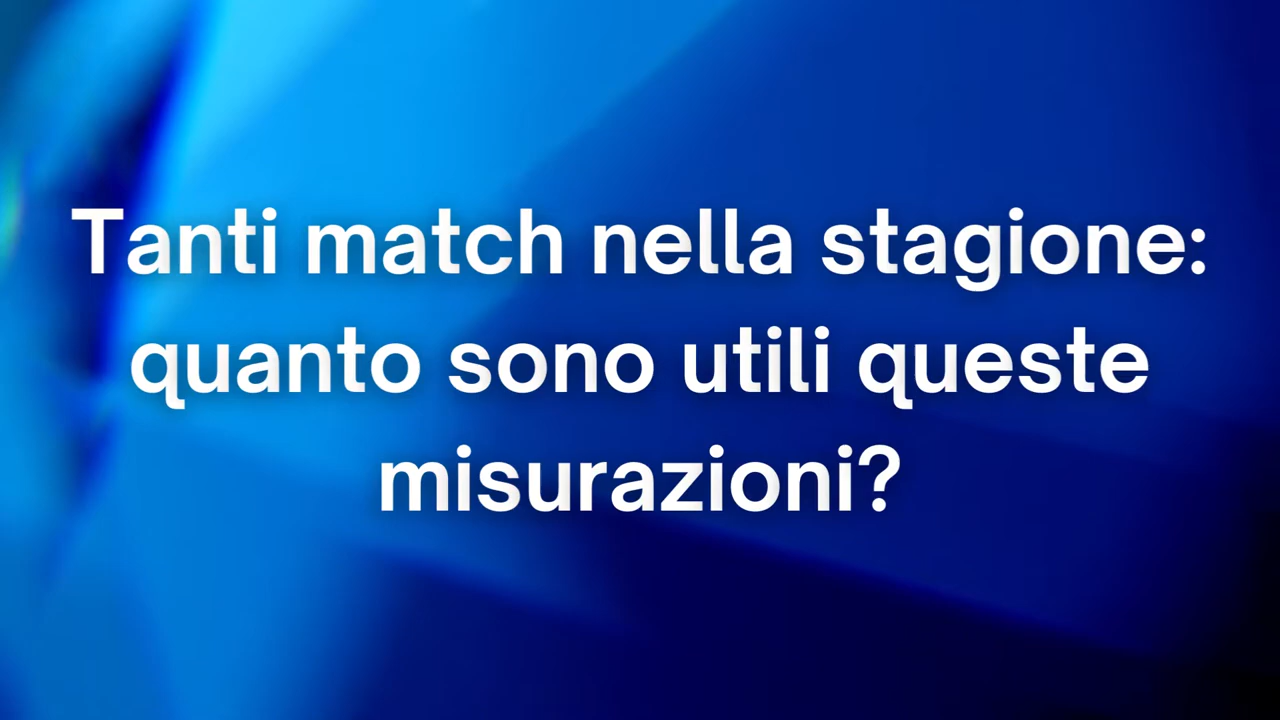 Tanti match nella stagione:
quanto sono utili queste
misurazioni?